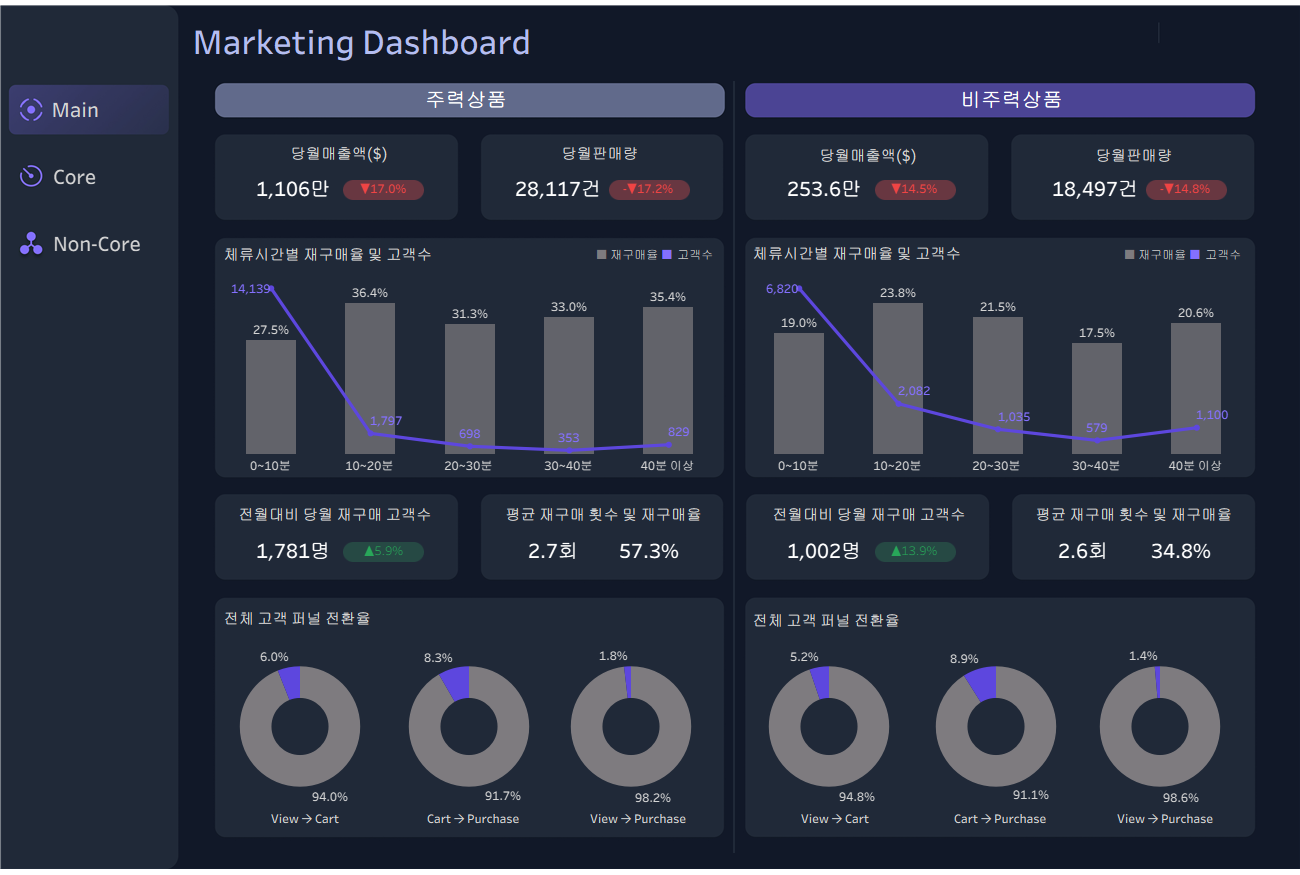 Marketing Dashboard
Main
Core
Non-Core
주력상품
당월매출액($)
1,106만 ▼17.0%
당월판매량
28,117건 -▼17.2%
체류시간별 재구매율 및 고객수
재구매율 고객수
14,139
27.5%
36.4%
31.3%
33.0%
35.4%
1,797
698
353
829
0~10분
10~20분
20~30분
30~40분
40분 이상
전월대비 당월 재구매 고객수
1,781명 ▲5.9%
평균 재구매 횟수 및 재구매율
2.7회 57.3%
전체 고객 퍼널 전환율
6.0%
94.0%
View → Cart
8.3%
91.7%
Cart → Purchase
1.8%
98.2%
View → Purchase
비주력상품
당월매출액($)
253.6만 ▼14.5%
당월판매량
18,497건 -▼14.8%
체류시간별 재구매율 및 고객수
재구매율 고객수
6,820
19.0%
23.8%
21.5%
17.5%
20.6%
2,082
1,035
579
1,100
0~10분
10~20분
20~30분
30~40분
40분 이상
전월대비 당월 재구매 고객수
1,002명 ▲13.9%
평균 재구매 횟수 및 재구매율
2.6회 34.8%
전체 고객 퍼널 전환율
5.2%
94.8%
View → Cart
8.9%
91.1%
Cart → Purchase
1.4%
98.6%
View → Purchase